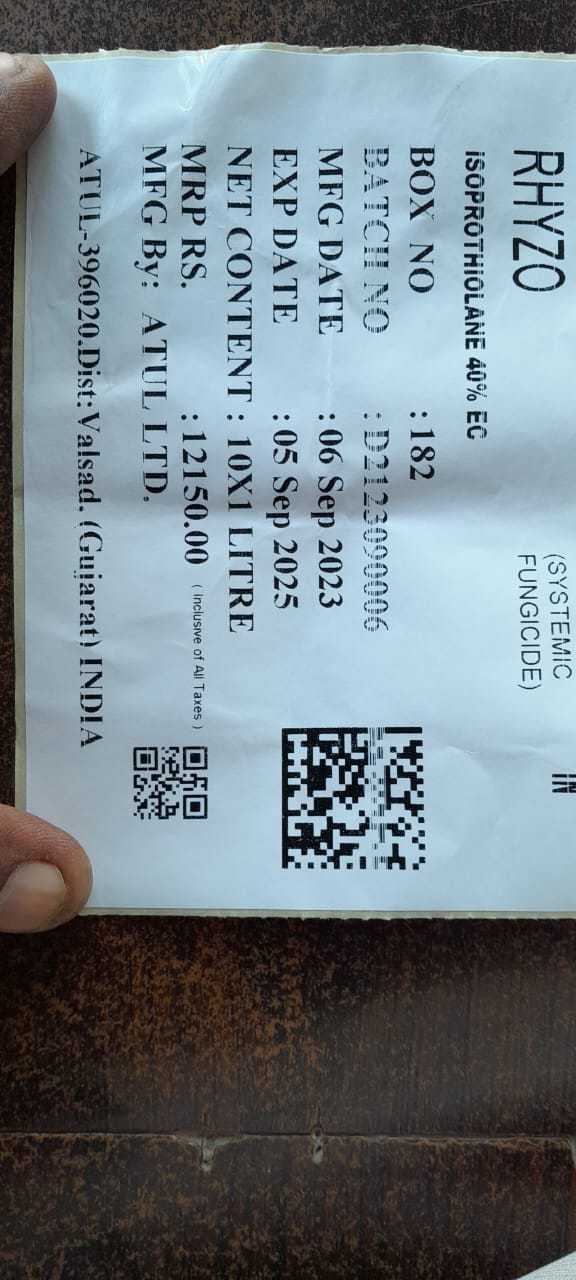 RHYZO
(SYSTEMIC
FUNGICIDE)
IN
ISOPROTHIOLANE 40% EC
BOX NO : 182
BATCH NO : D2123090006
MFG DATE : 06 Sep 2023
EXP DATE : 05 Sep 2025
NET CONTENT : 10X1 LITRE
MRP RS. : 12150.00 ( Inclusive of All Taxes )
MFG By: ATUL LTD.
ATUL-396020.Dist: Valsad. (Gujarat) INDIA